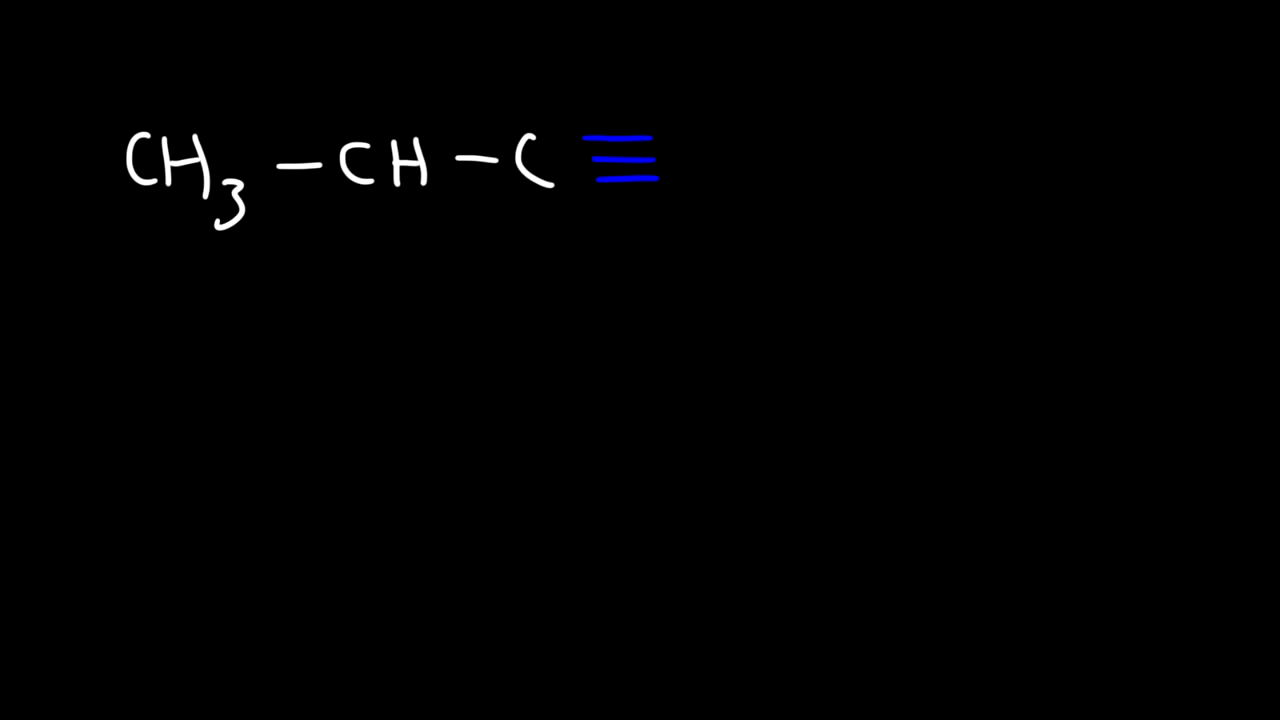 CH₃ – CH – C ≡